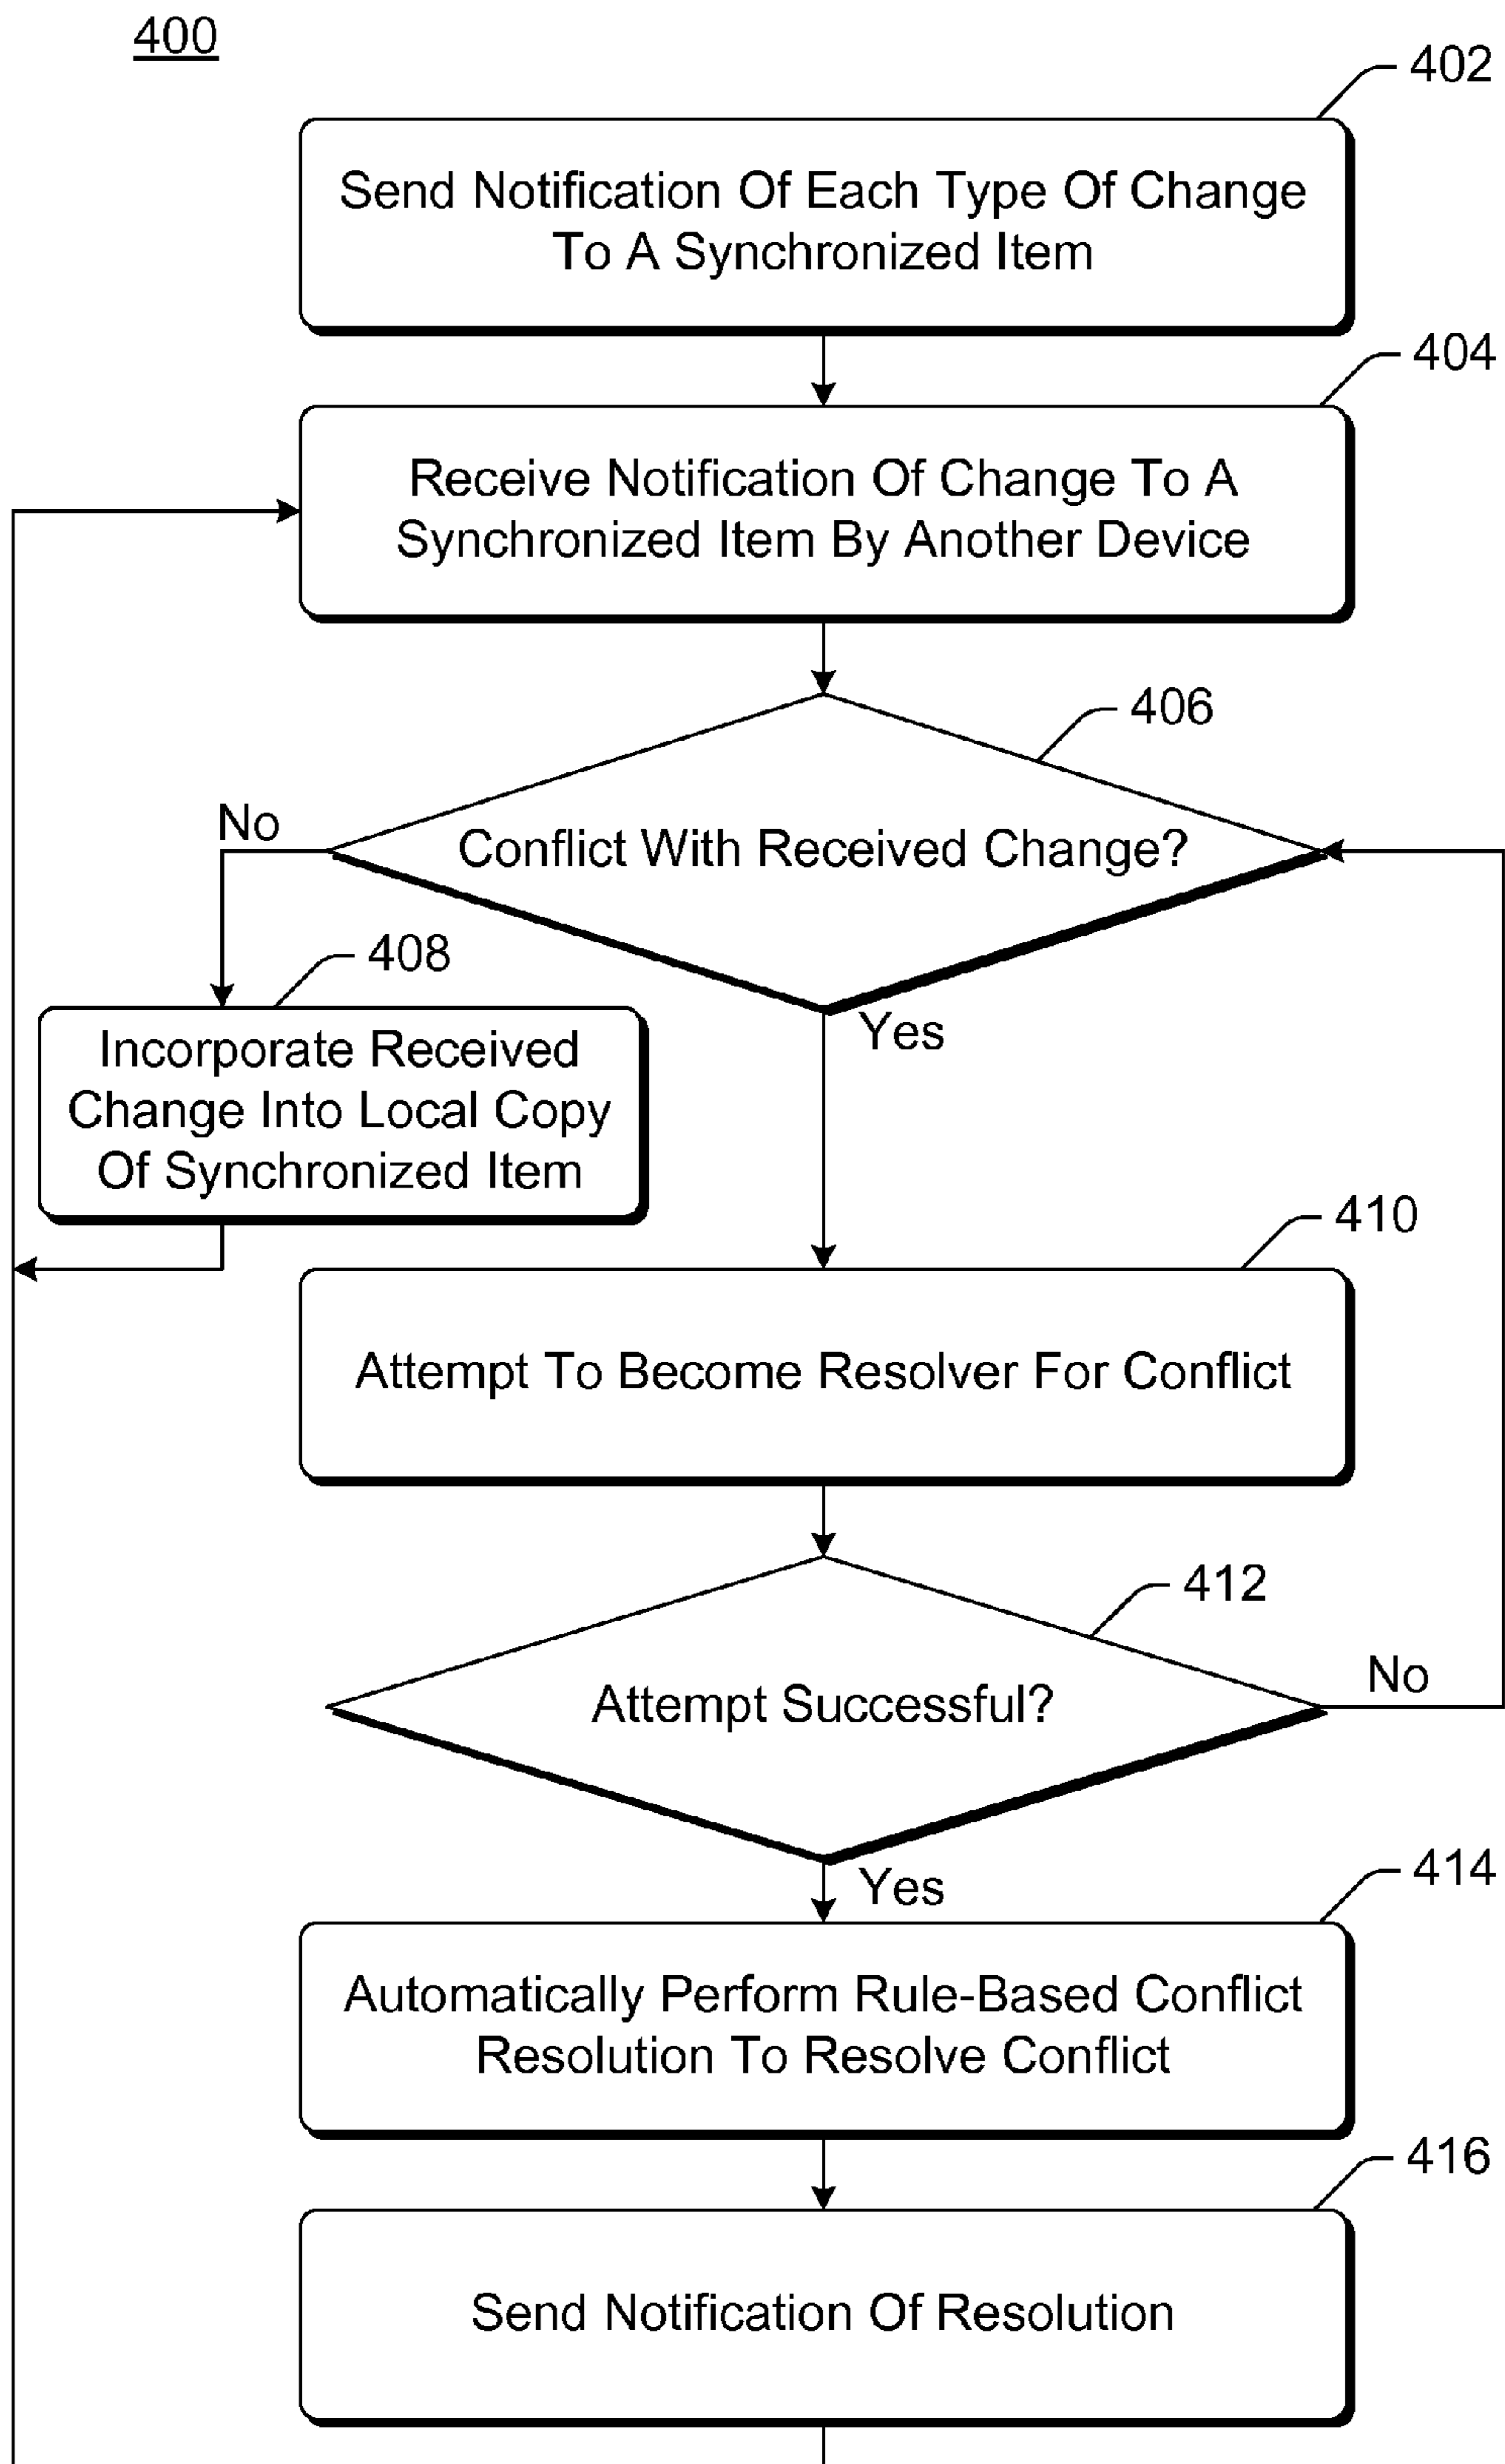 400
402
Send Notification Of Each Type Of Change
To A Synchronized Item
404
Receive Notification Of Change To A
Synchronized Item By Another Device
406
Conflict With Received Change?
No
Yes
408
Incorporate Received
Change Into Local Copy
Of Synchronized Item
410
Attempt To Become Resolver For Conflict
412
Attempt Successful?
No
Yes
414
Automatically Perform Rule-Based Conflict
Resolution To Resolve Conflict
416
Send Notification Of Resolution